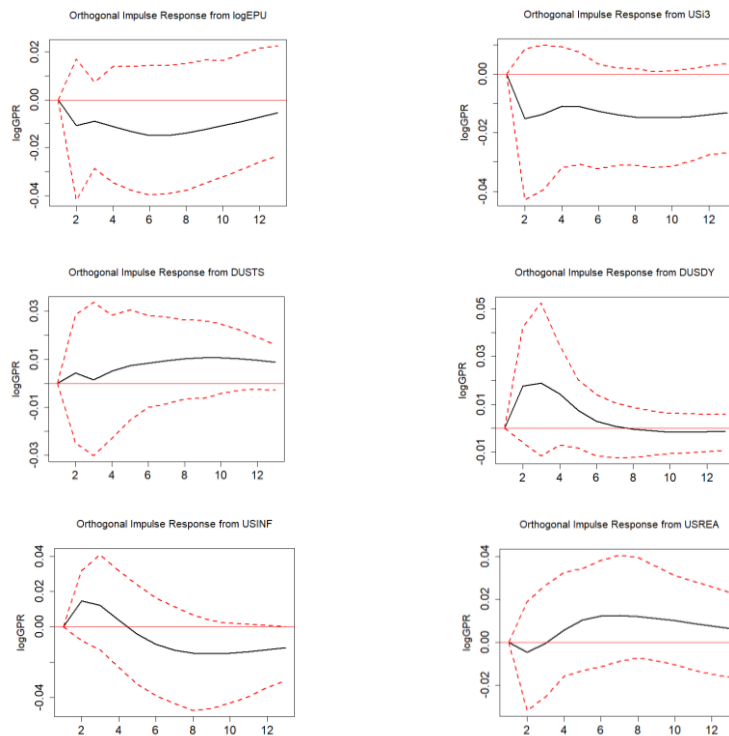 Orthogonal Impulse Response from logEPU
logGPR
0.02
0.00
-0.02
-0.04
2 4 6 8 10 12
Orthogonal Impulse Response from USi3
logGPR
0.00
-0.02
-0.04
2 4 6 8 10 12
Orthogonal Impulse Response from DUSTS
logGPR
0.03
0.01
-0.01
-0.03
2 4 6 8 10 12
Orthogonal Impulse Response from DUSDY
logGPR
0.05
0.03
0.01
-0.01
2 4 6 8 10 12
Orthogonal Impulse Response from USINF
logGPR
0.04
0.02
0.00
-0.04
2 4 6 8 10 12
Orthogonal Impulse Response from USREA
logGPR
0.04
0.02
0.00
-0.02
2 4 6 8 10 12